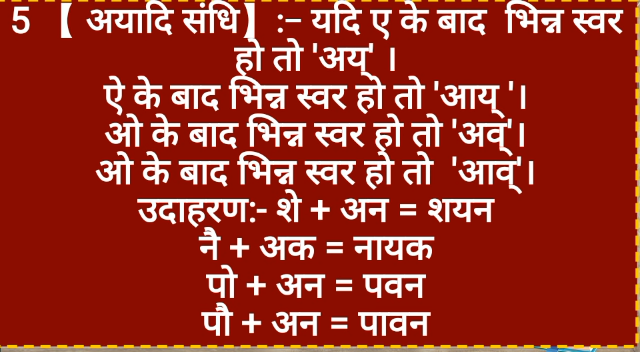 5 【 अयादि संधि】 :– यदि ए के बाद भिन्न स्वर
हो तो 'अय्' ।
ऐ के बाद भिन्न स्वर हो तो 'आय् '।
ओ के बाद भिन्न स्वर हो तो 'अव्'।
ओ के बाद भिन्न स्वर हो तो 'आव्'।
उदाहरण:- शे + अन = शयन
नै + अक = नायक
पो + अन = पवन
पौ + अन = पावन